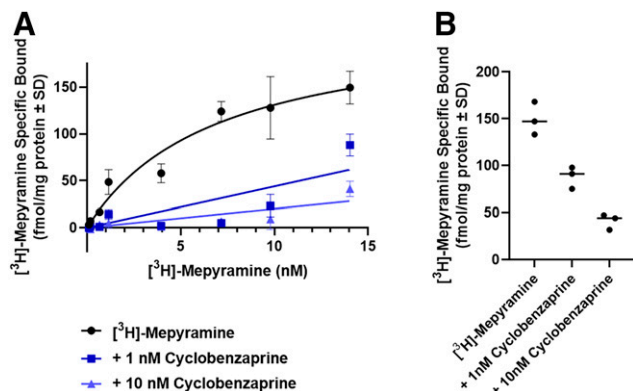 A
[³H]-Mepyramine Specific Bound
(fmol/mg protein ± SD)
150
100
50
0
0
5
10
15
[³H]-Mepyramine (nM)
[³H]-Mepyramine
+ 1 nM Cyclobenzaprine
+ 10 nM Cyclobenzaprine
B
[³H]-Mepyramine Specific Bound
(fmol/mg protein ± SD)
200
150
100
50
0
[³H]-Mepyramine
+ 1nM Cyclobenzaprine
+ 10nM Cyclobenzaprine